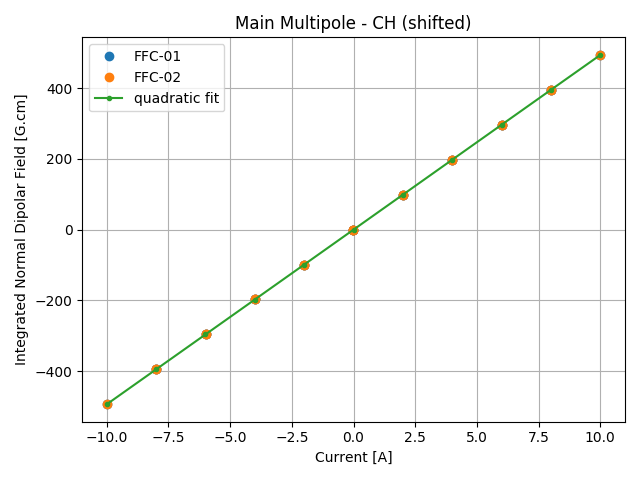 Main Multipole - CH (shifted)
FFC-01
FFC-02
quadratic fit
Integrated Normal Dipolar Field [G.cm]
400
200
0
−200
−400
−10.0 −7.5 −5.0 −2.5 0.0 2.5 5.0 7.5 10.0
Current [A]